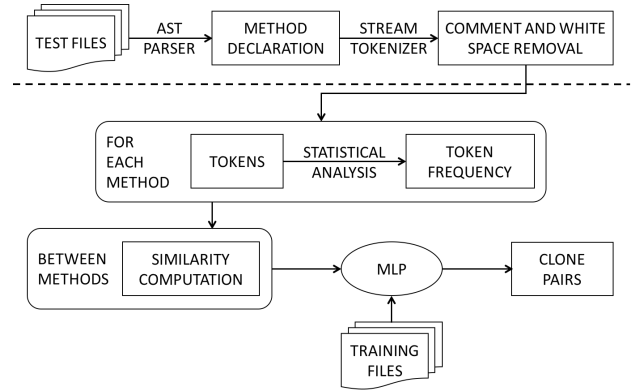 TEST FILES
AST
PARSER
METHOD
DECLARATION
STREAM
TOKENIZER
COMMENT AND WHITE
SPACE REMOVAL
FOR
EACH
METHOD
TOKENS
STATISTICAL
ANALYSIS
TOKEN
FREQUENCY
BETWEEN
METHODS
SIMILARITY
COMPUTATION
MLP
CLONE
PAIRS
TRAINING
FILES